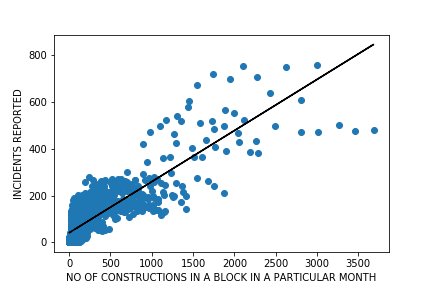 INCIDENTS REPORTED
800
600
400
200
0
0 500 1000 1500 2000 2500 3000 3500
NO OF CONSTRUCTIONS IN A BLOCK IN A PARTICULAR MONTH